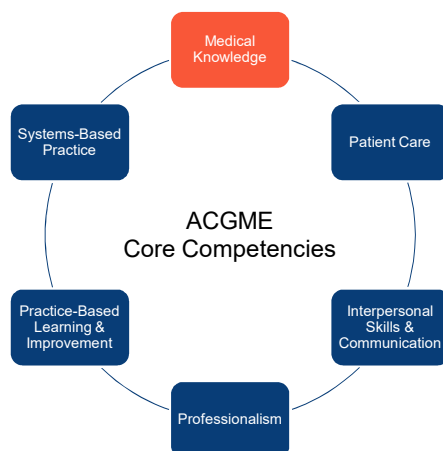 Medical
Knowledge
Systems-Based
Practice
Patient Care
ACGME
Core Competencies
Practice-Based
Learning &
Improvement
Interpersonal
Skills &
Communication
Professionalism